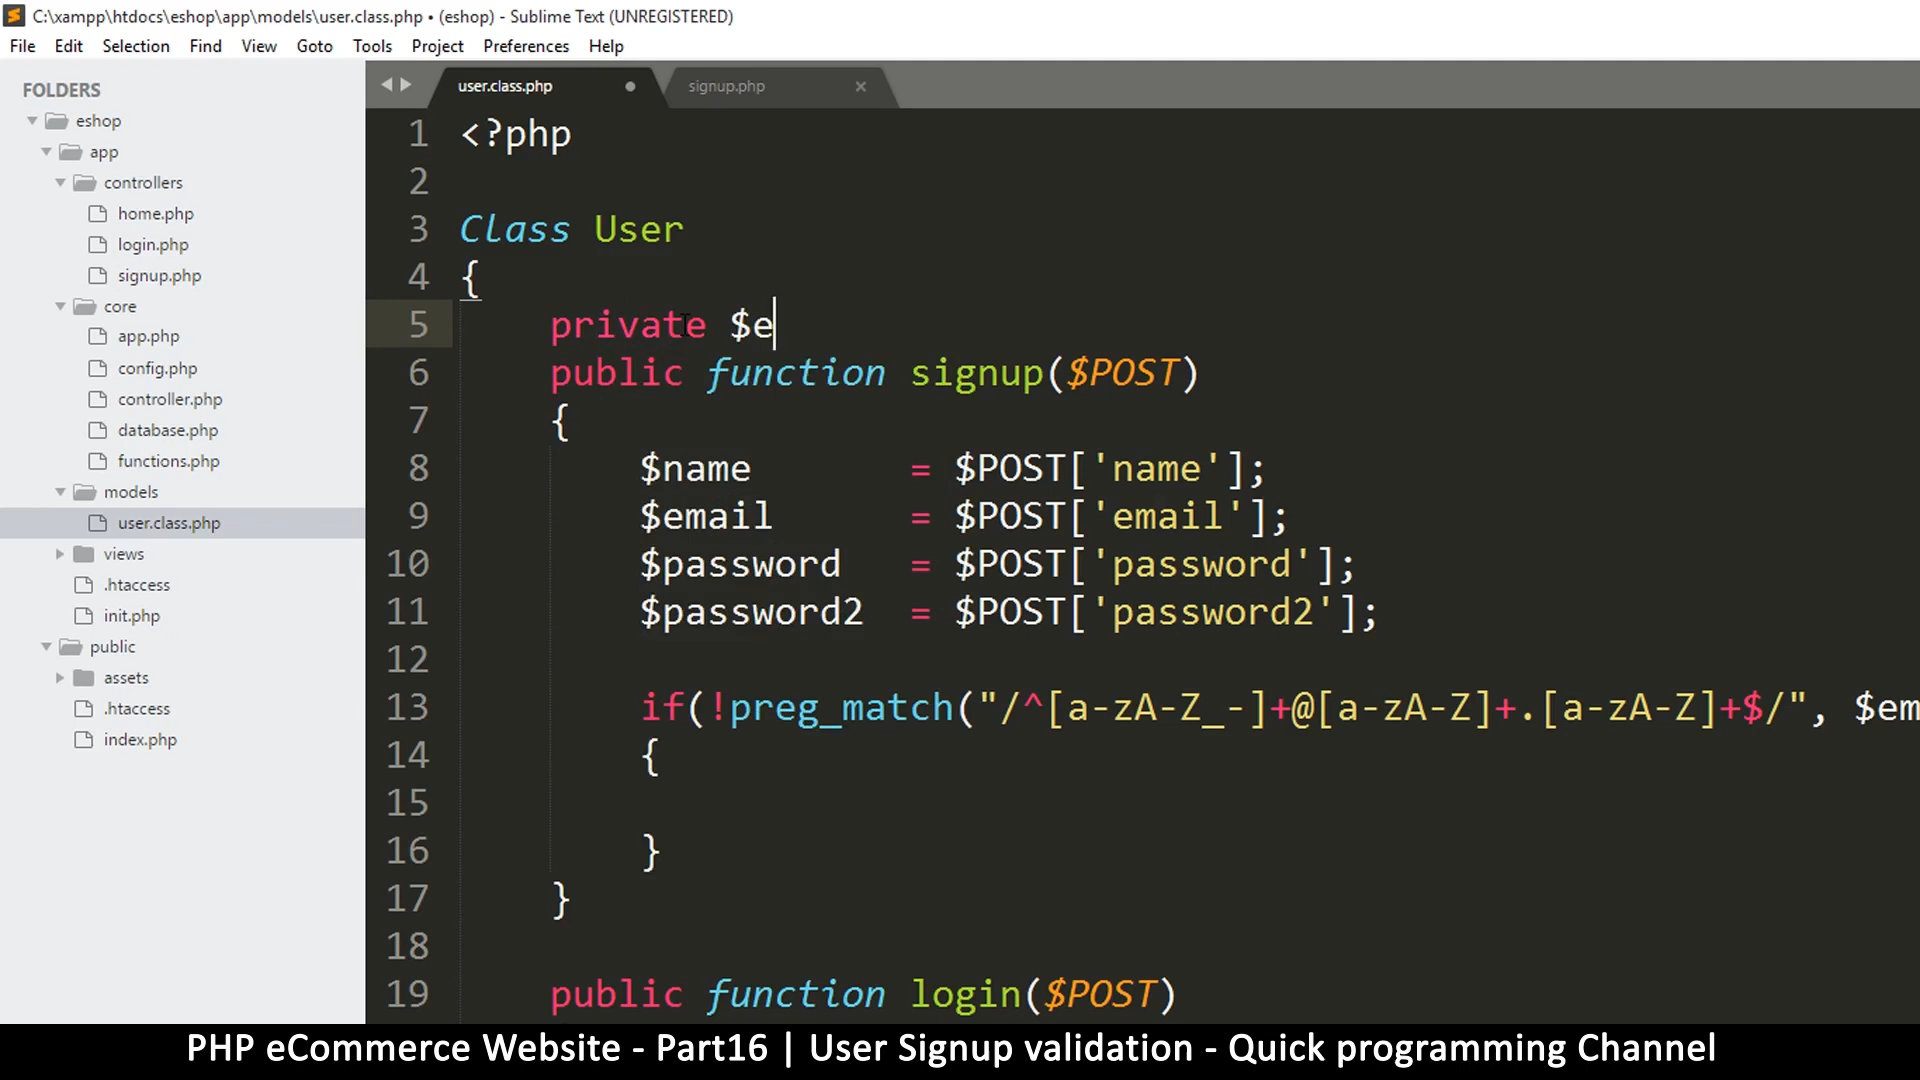 C:\xampp\htdocs\eshop\app\models\user.class.php • (eshop) - Sublime Text (UNREGISTERED)
File Edit Selection Find View Goto Tools Project Preferences Help
FOLDERS
eshop
app
controllers
home.php
login.php
signup.php
core
app.php
config.php
controller.php
database.php
functions.php
models
user.class.php
views
.htaccess
init.php
public
assets
.htaccess
index.php
user.class.php signup.php
1 <?php
2
3 Class User
4 {
5 private $e
6 public function signup($POST)
7 {
8 $name = $POST['name'];
9 $email = $POST['email'];
10 $password = $POST['password'];
11 $password2 = $POST['password2'];
12
13 if(!preg_match("/^[a-zA-Z_-]+@[a-zA-Z]+.[a-zA-Z]+$/", $em
14 {
15
16 }
17 }
18
19 public function login($POST)
PHP eCommerce Website - Part16 | User Signup validation - Quick programming Channel